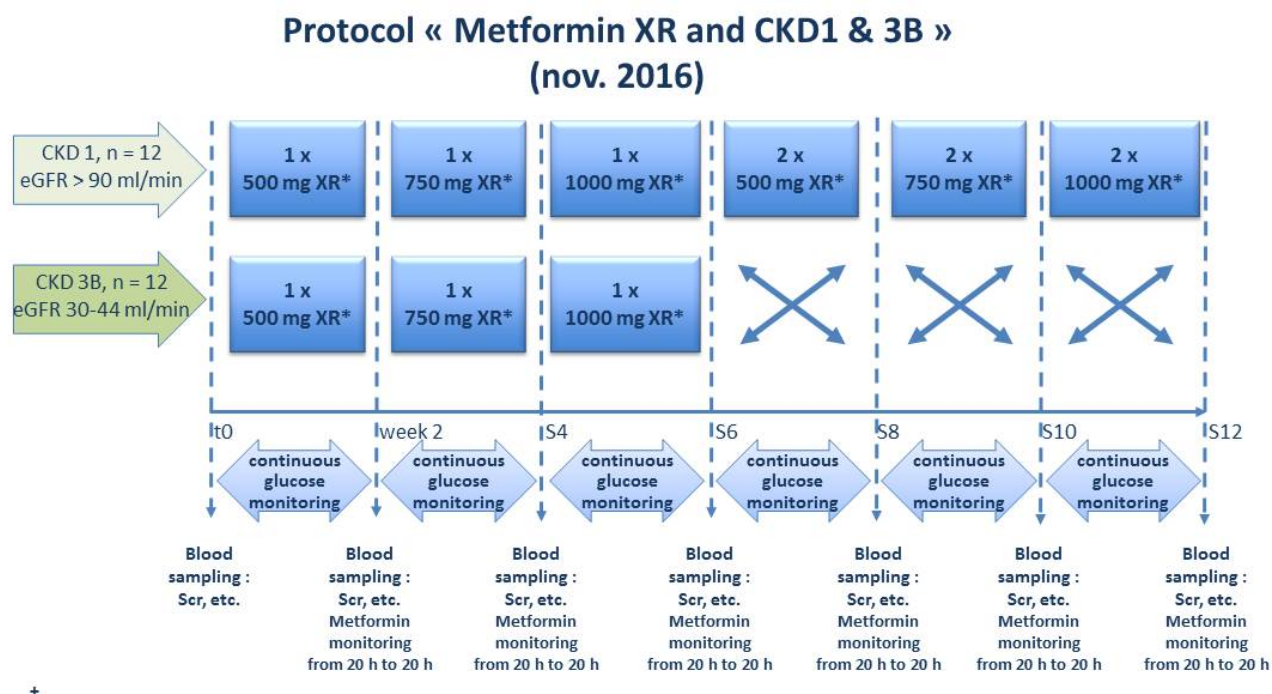 Protocol « Metformin XR and CKD1 & 3B »
(nov. 2016)
CKD 1, n = 12
eGFR > 90 ml/min
1 x
500 mg XR*
1 x
750 mg XR*
1 x
1000 mg XR*
2 x
500 mg XR*
2 x
750 mg XR*
2 x
1000 mg XR*
CKD 3B, n = 12
eGFR 30-44 ml/min
1 x
500 mg XR*
1 x
750 mg XR*
1 x
1000 mg XR*
t0
week 2
S4
S6
S8
S10
S12
continuous
glucose
monitoring
continuous
glucose
monitoring
continuous
glucose
monitoring
continuous
glucose
monitoring
continuous
glucose
monitoring
continuous
glucose
monitoring
Blood
sampling :
Scr, etc.
Blood
sampling :
Scr, etc.
Metformin
monitoring
from 20 h to 20 h
Blood
sampling :
Scr, etc.
Metformin
monitoring
from 20 h to 20 h
Blood
sampling :
Scr, etc.
Metformin
monitoring
from 20 h to 20 h
Blood
sampling :
Scr, etc.
Metformin
monitoring
from 20 h to 20 h
Blood
sampling :
Scr, etc.
Metformin
monitoring
from 20 h to 20 h
Blood
sampling :
Scr, etc.
Metformin
monitoring
from 20 h to 20 h